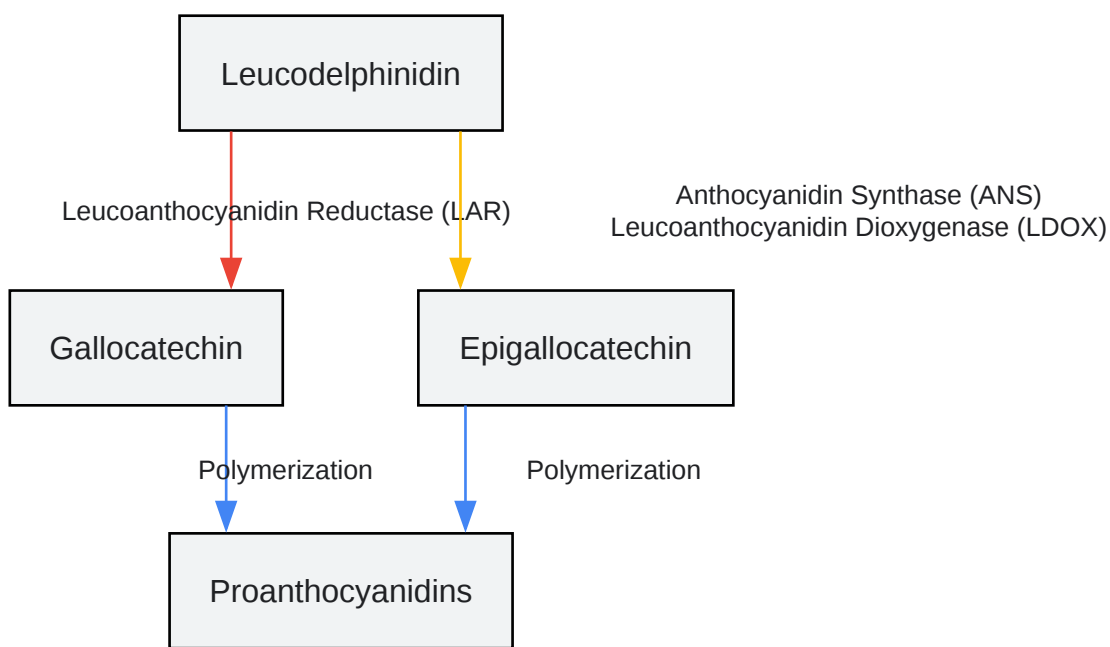 Leucodelphinidin
Leucoanthocyanidin Reductase (LAR)
Anthocyanidin Synthase (ANS)
Leucoanthocyanidin Dioxygenase (LDOX)
Gallocatechin
Epigallocatechin
Polymerization
Polymerization
Proanthocyanidins